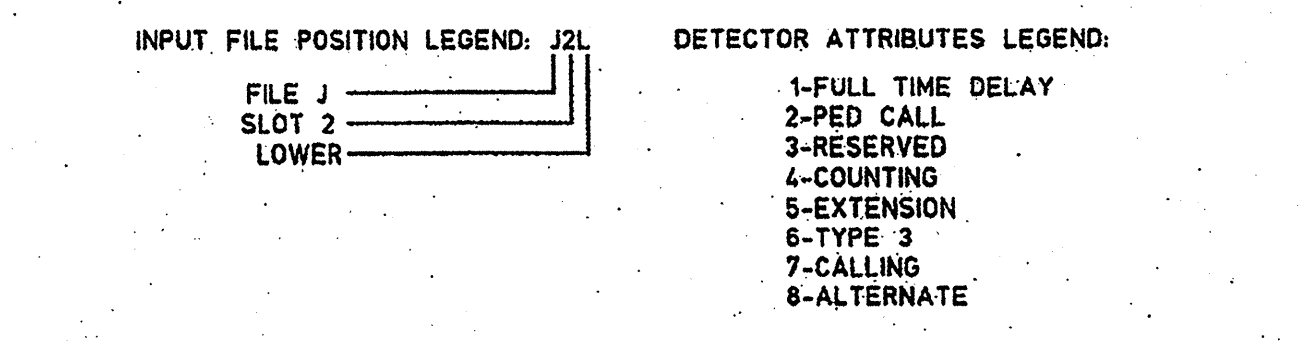 INPUT FILE POSITION LEGEND: J2L
FILE J
SLOT 2
LOWER
DETECTOR ATTRIBUTES LEGEND:
1-FULL TIME DELAY
2-PED CALL
3-RESERVED
4-COUNTING
5-EXTENSION
6-TYPE 3
7-CALLING
8-ALTERNATE